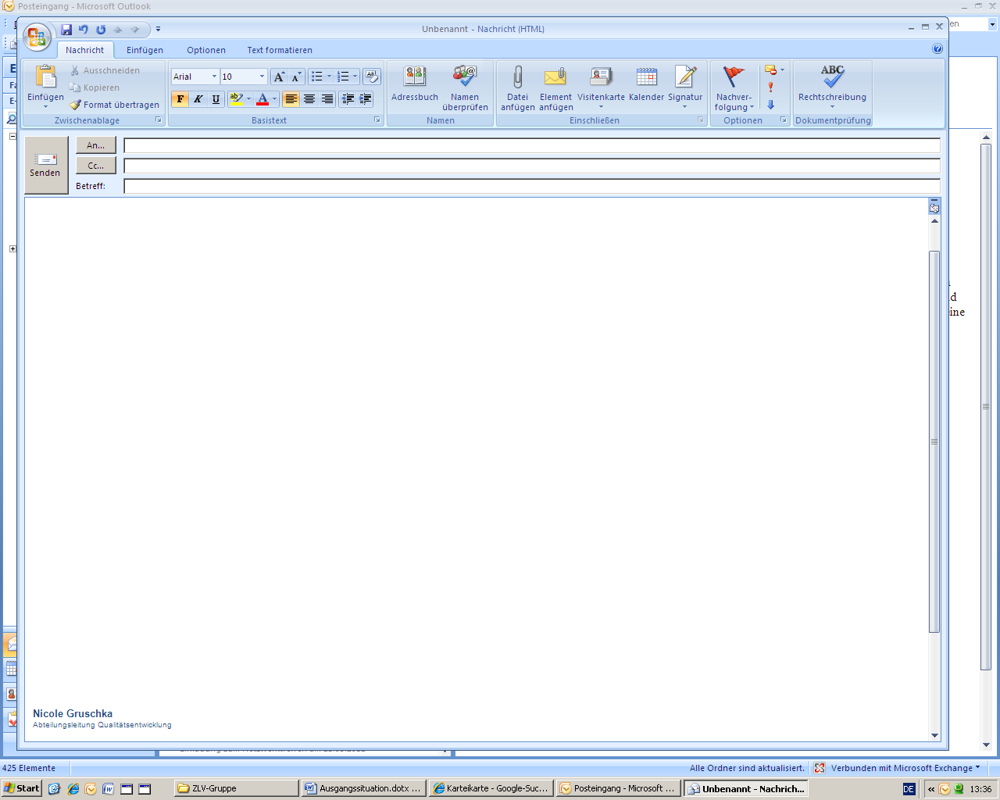 Posteingang - Microsoft Outlook
Unbenannt - Nachricht (HTML)
Nachricht
Einfügen
Optionen
Text formatieren
Einfügen
Ausschneiden
Kopieren
Format übertragen
Zwischenablage
Arial
10
F K U
Basistext
Adressbuch
Namen
überprüfen
Namen
Datei
anfügen
Element
anfügen
Visitenkarte
Kalender
Signatur
Einschließen
Nachver-
folgung
Optionen
ABC
Rechtschreibung
Dokumentprüfung
Senden
An...
Cc...
Betreff:
Nicole Gruschka
Abteilungsleitung Qualitätsentwicklung
425 Elemente
Alle Ordner sind aktualisiert.
Verbunden mit Microsoft Exchange
Start
ZLV-Gruppe
Ausgangssituation.dotx ...
Karteikarte - Google-Suc...
Posteingang - Microsoft ...
Unbenannt - Nachrich...
DE
13:36